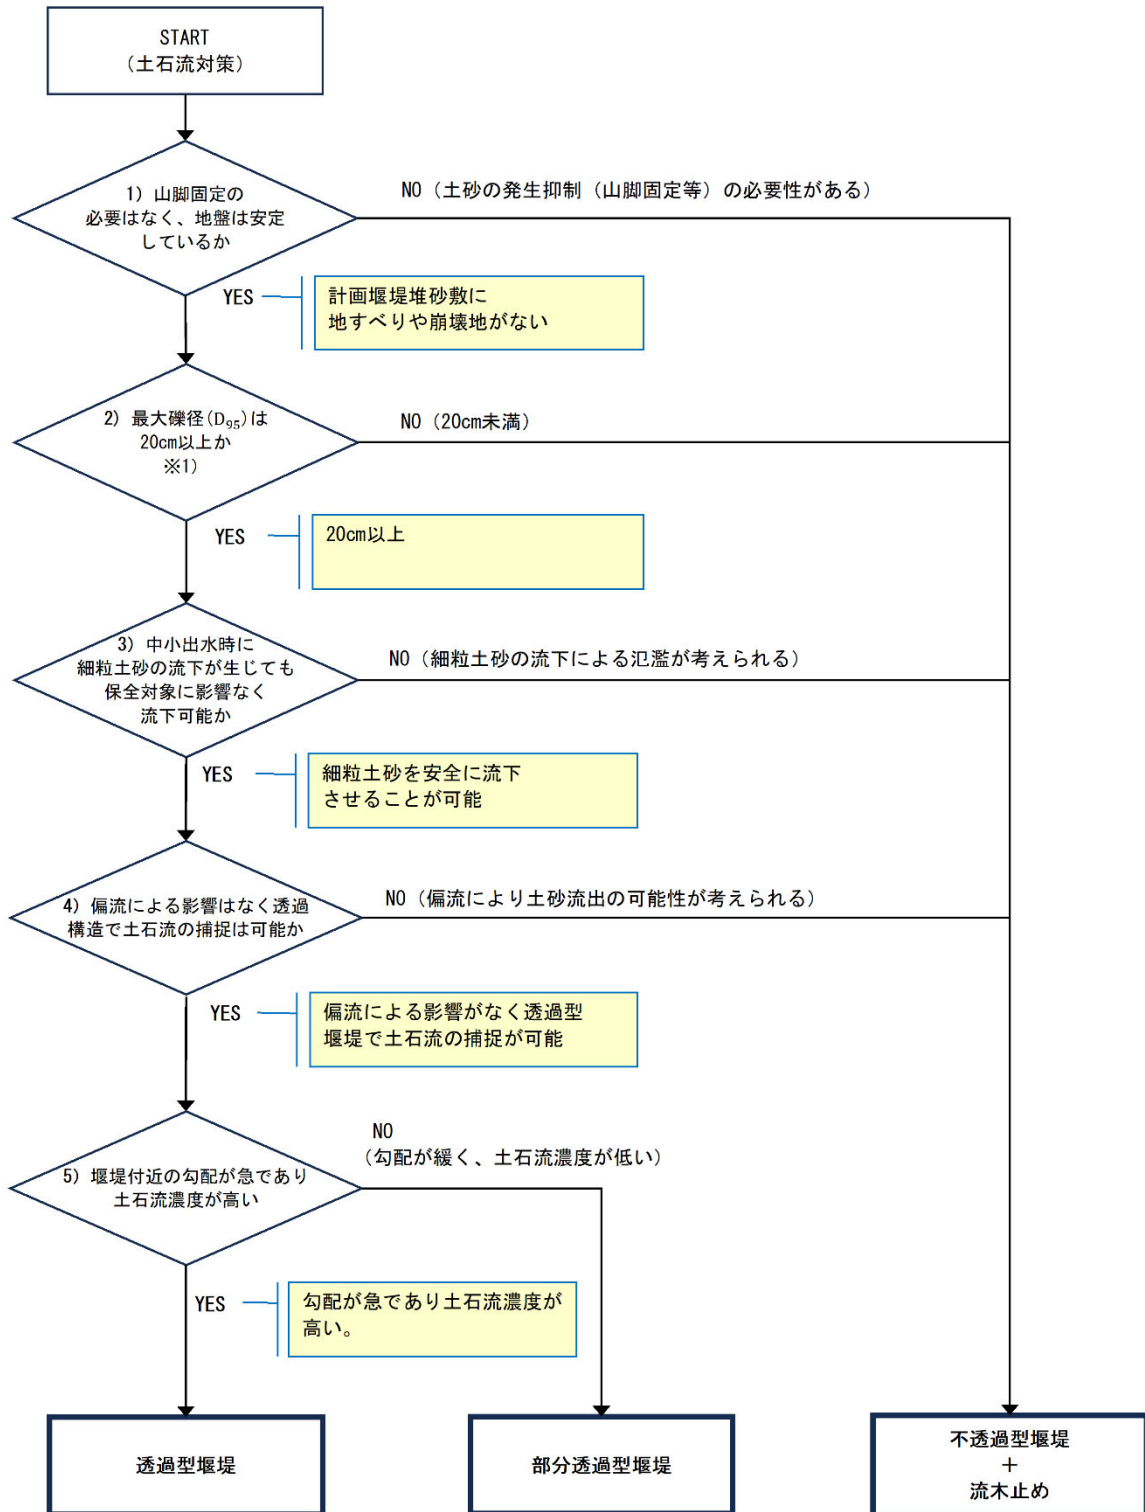 START
(土石流対策)
1) 山脚固定の
必要はなく、地盤は安定
しているか
NO (土砂の発生抑制 (山脚固定等) の必要性がある)
YES
計画堰堤堆砂敷に
地すべりや崩壊地がない
2) 最大礫径(D₉₅)は
20cm以上か
※1)
NO (20cm未満)
YES
20cm以上
3) 中小出水時に
細粒土砂の流下が生じても
保全対象に影響なく
流下可能か
NO (細粒土砂の流下による氾濫が考えられる)
YES
細粒土砂を安全に流下
させることが可能
4) 偏流による影響はなく透過
構造で土石流の捕捉は可能か
NO (偏流により土砂流出の可能性が考えられる)
YES
偏流による影響がなく透過型
堰堤で土石流の捕捉が可能
5) 堰堤付近の勾配が急であり
土石流濃度が高い
NO
(勾配が緩く、土石流濃度が低い)
YES
勾配が急であり土石流濃度が
高い。
透過型堰堤
部分透過型堰堤
不透過型堰堤
+
流木止め